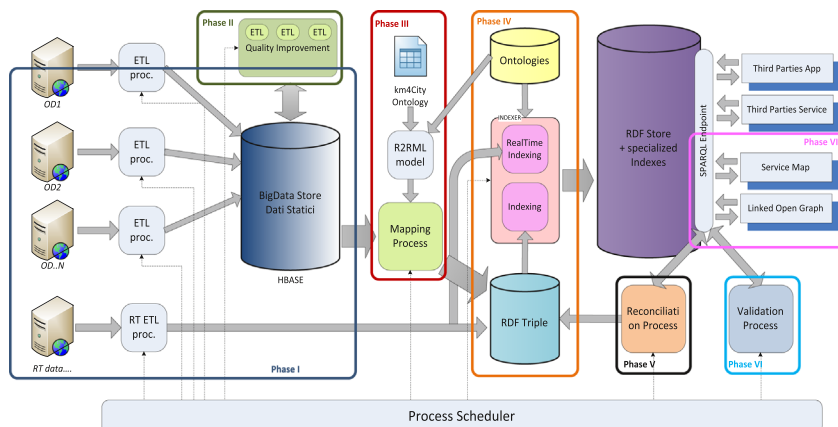 Phase II
ETL ETL ETL
Quality Improvement
Phase III
km4City
Ontology
R2RML
model
Mapping
Process
Phase IV
Ontologies
INDEXER
RealTime
Indexing
Indexing
RDF Triple
RDF Store
+ specialized
Indexes
SPARQL Endpoint
Third Parties App
Third Parties Service
Phase VI
Service Map
Linked Open Graph
OD1
ETL
proc.
OD2
ETL
proc.
OD..N
ETL
proc.
RT data....
RT ETL
proc.
BigData Store
Dati Statici
HBASE
Phase I
Reconciliati
on Process
Phase V
Validation
Process
Phase VI
Process Scheduler